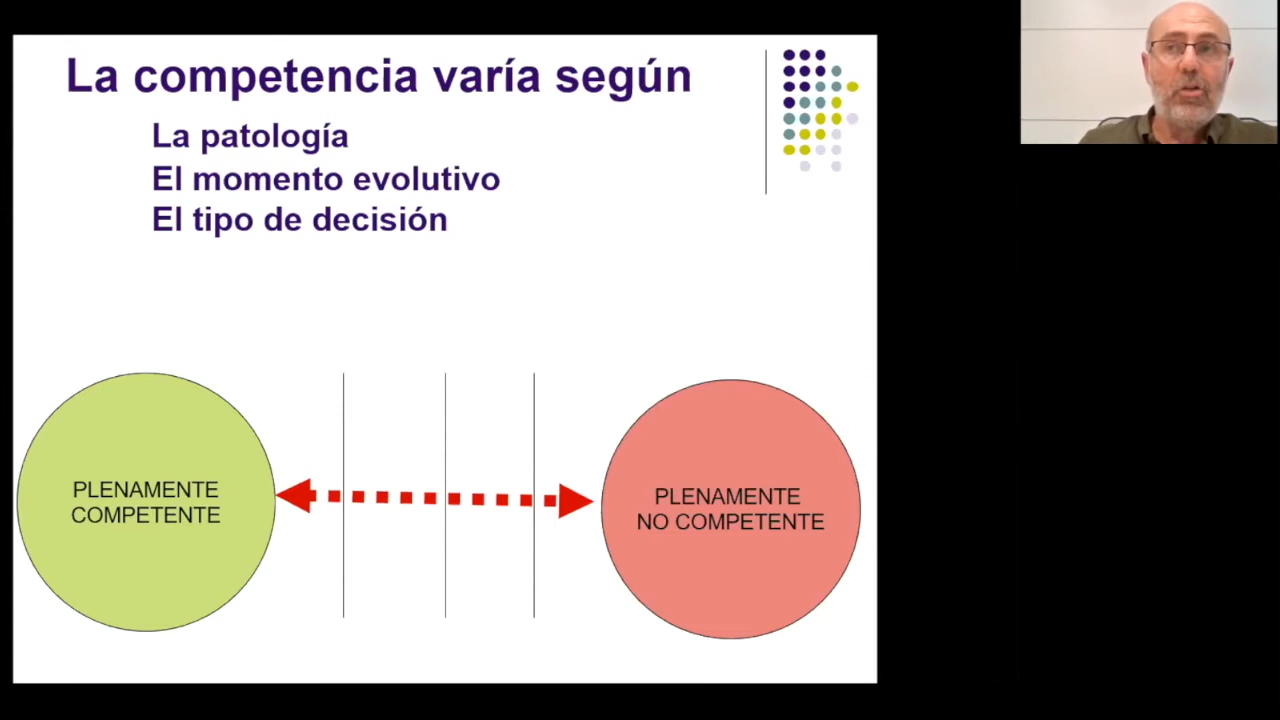 La competencia varía según
La patología
El momento evolutivo
El tipo de decisión
PLENAMENTE
COMPETENTE
PLENAMENTE
NO COMPETENTE